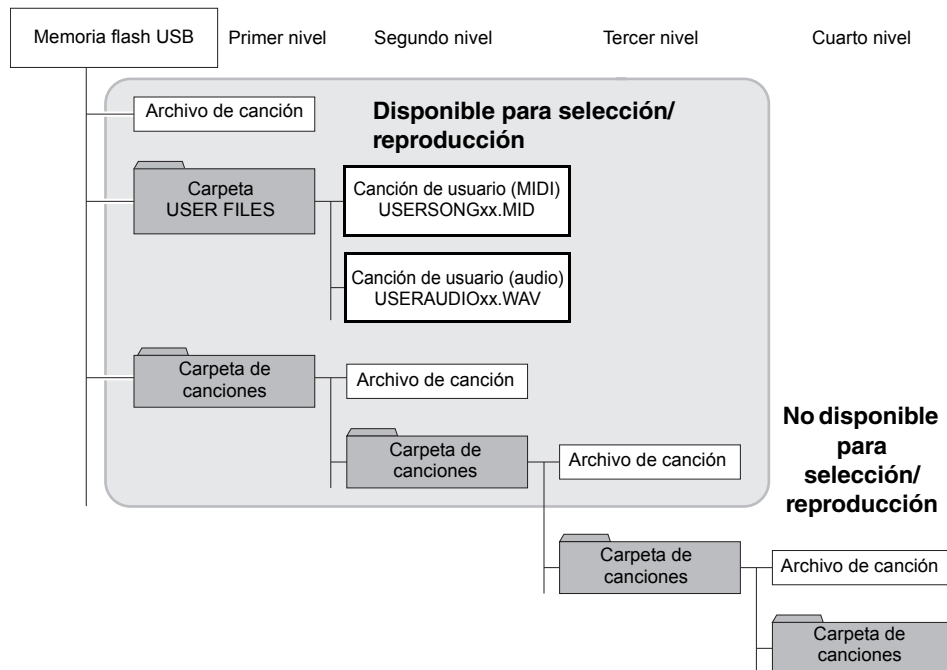 Memoria flash USB
Primer nivel
Segundo nivel
Tercer nivel
Cuarto nivel
Archivo de canción
Disponible para selección/
reproducción
Carpeta
USER FILES
Canción de usuario (MIDI)
USERSONGxx.MID
Canción de usuario (audio)
USERAUDIOxx.WAV
Carpeta de
canciones
Archivo de canción
Carpeta de
canciones
Archivo de canción
No disponible
para
selección/
reproducción
Carpeta de
canciones
Archivo de canción
Carpeta de
canciones